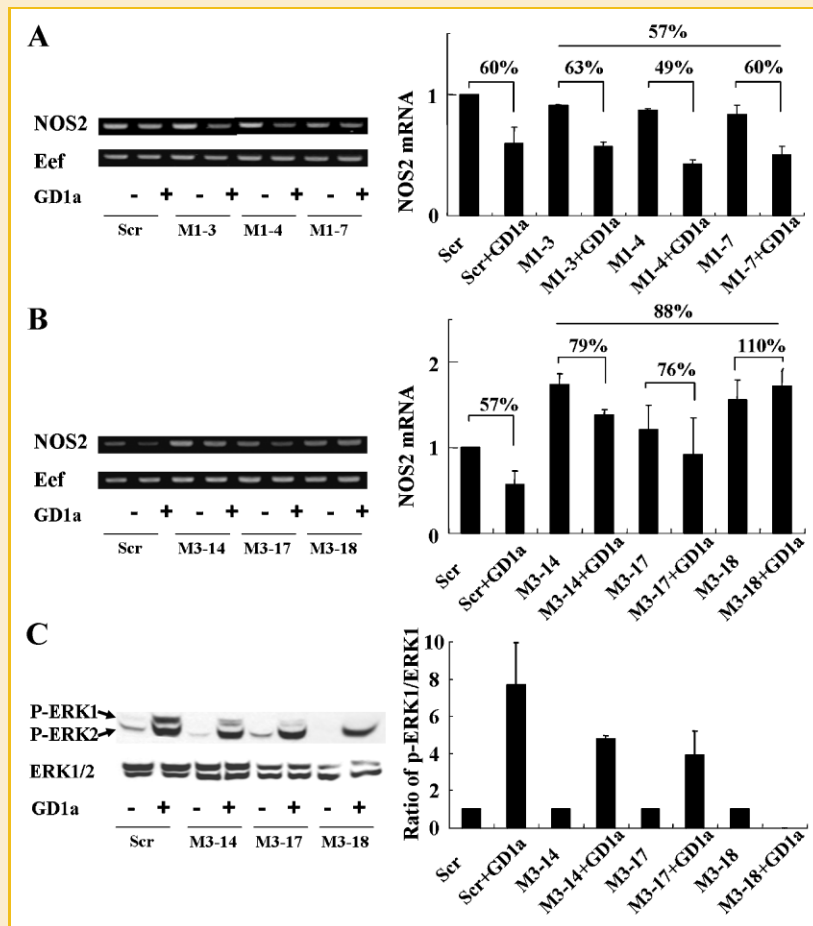 A
NOS2
Eef
GD1a - + - + - + - +
Scr M1-3 M1-4 M1-7
NOS2 mRNA
1
0
57%
60% 63% 49% 60%
Scr Scr+GD1a M1-3 M1-3+GD1a M1-4 M1-4+GD1a M1-7 M1-7+GD1a
B
NOS2
Eef
GD1a - + - + - + - +
Scr M3-14 M3-17 M3-18
NOS2 mRNA
2
1
0
88%
57% 79% 76% 110%
Scr Scr+GD1a M3-14 M3-14+GD1a M3-17 M3-17+GD1a M3-18 M3-18+GD1a
C
P-ERK1
P-ERK2
ERK1/2
GD1a - + - + - + - +
Scr M3-14 M3-17 M3-18
Ratio of p-ERK1/ERK1
10
8
6
4
2
0
Scr Scr+GD1a M3-14 M3-14+GD1a M3-17 M3-17+GD1a M3-18 M3-18+GD1a